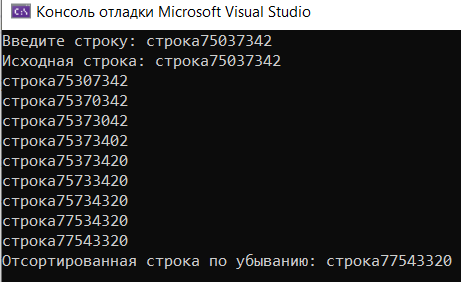 C:\ Консоль отладки Microsoft Visual Studio
Введите строку: строка75037342
Исходная строка: строка75037342
строка75307342
строка75370342
строка75373042
строка75373402
строка75373420
строка75733420
строка75734320
строка77534320
строка77543320
Отсортированная строка по убыванию: строка77543320